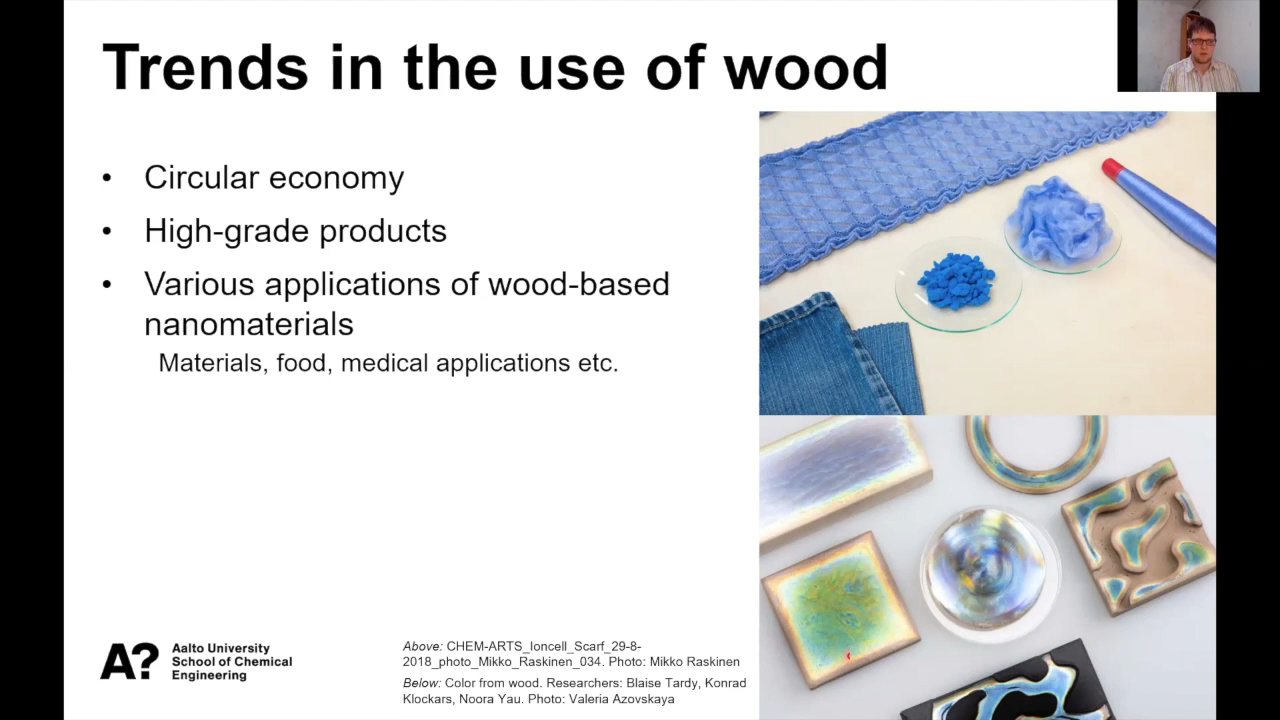 Trends in the use of wood
• Circular economy
• High-grade products
• Various applications of wood-based
nanomaterials
Materials, food, medical applications etc.
A?
Aalto University
School of Chemical
Engineering
Above: CHEM-ARTS_Ioncell_Scarf_29-8-
2018_photo_Mikko_Raskinen_034. Photo: Mikko Raskinen
Below: Color from wood. Researchers: Blaise Tardy, Konrad
Klockars, Noora Yau. Photo: Valeria Azovskaya